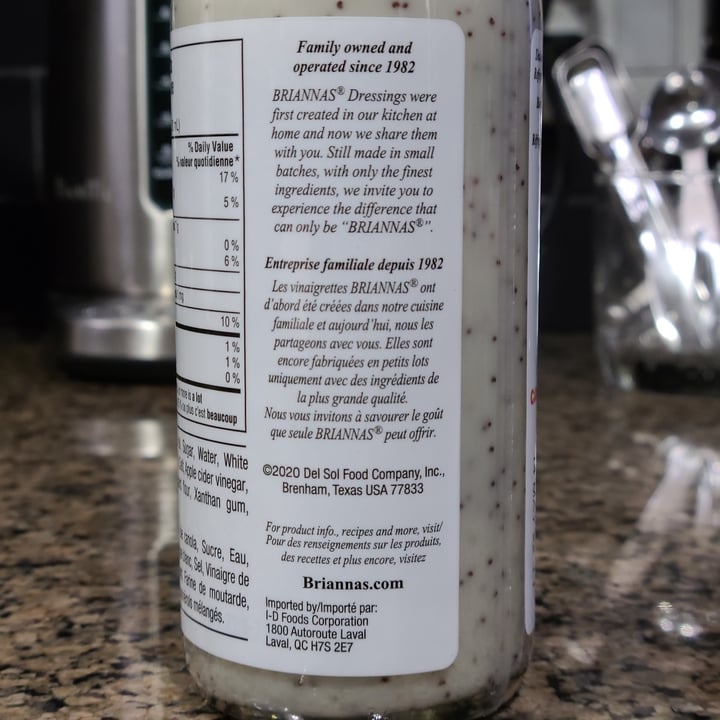 % Daily Value
% valeur quotidienne*
17 %
5 %
0 %
6 %
10 %
1 %
1 %
0 %
more is a lot
plus c'est beaucoup
Sugar, Water, White
Apple cider vinegar,
Xanthan gum,
Sucre, Eau,
Sel, Vinaigre de
Farine de moutarde,
mélangés.
Family owned and
operated since 1982
BRIANNAS® Dressings were
first created in our kitchen at
home and now we share them
with you. Still made in small
batches, with only the finest
ingredients, we invite you to
experience the difference that
can only be “BRIANNAS®”.
Entreprise familiale depuis 1982
Les vinaigrettes BRIANNAS® ont
d'abord été créées dans notre cuisine
familiale et aujourd'hui, nous les
partageons avec vous. Elles sont
encore fabriquées en petits lots
uniquement avec des ingrédients de
la plus grande qualité.
Nous vous invitons à savourer le goût
que seule BRIANNAS® peut offrir.
©2020 Del Sol Food Company, Inc.,
Brenham, Texas USA 77833
For product info., recipes and more, visit/
Pour des renseignements sur les produits,
des recettes et plus encore, visitez
Briannas.com
Imported by/Importé par:
I-D Foods Corporation
1800 Autoroute Laval
Laval, QC H7S 2E7